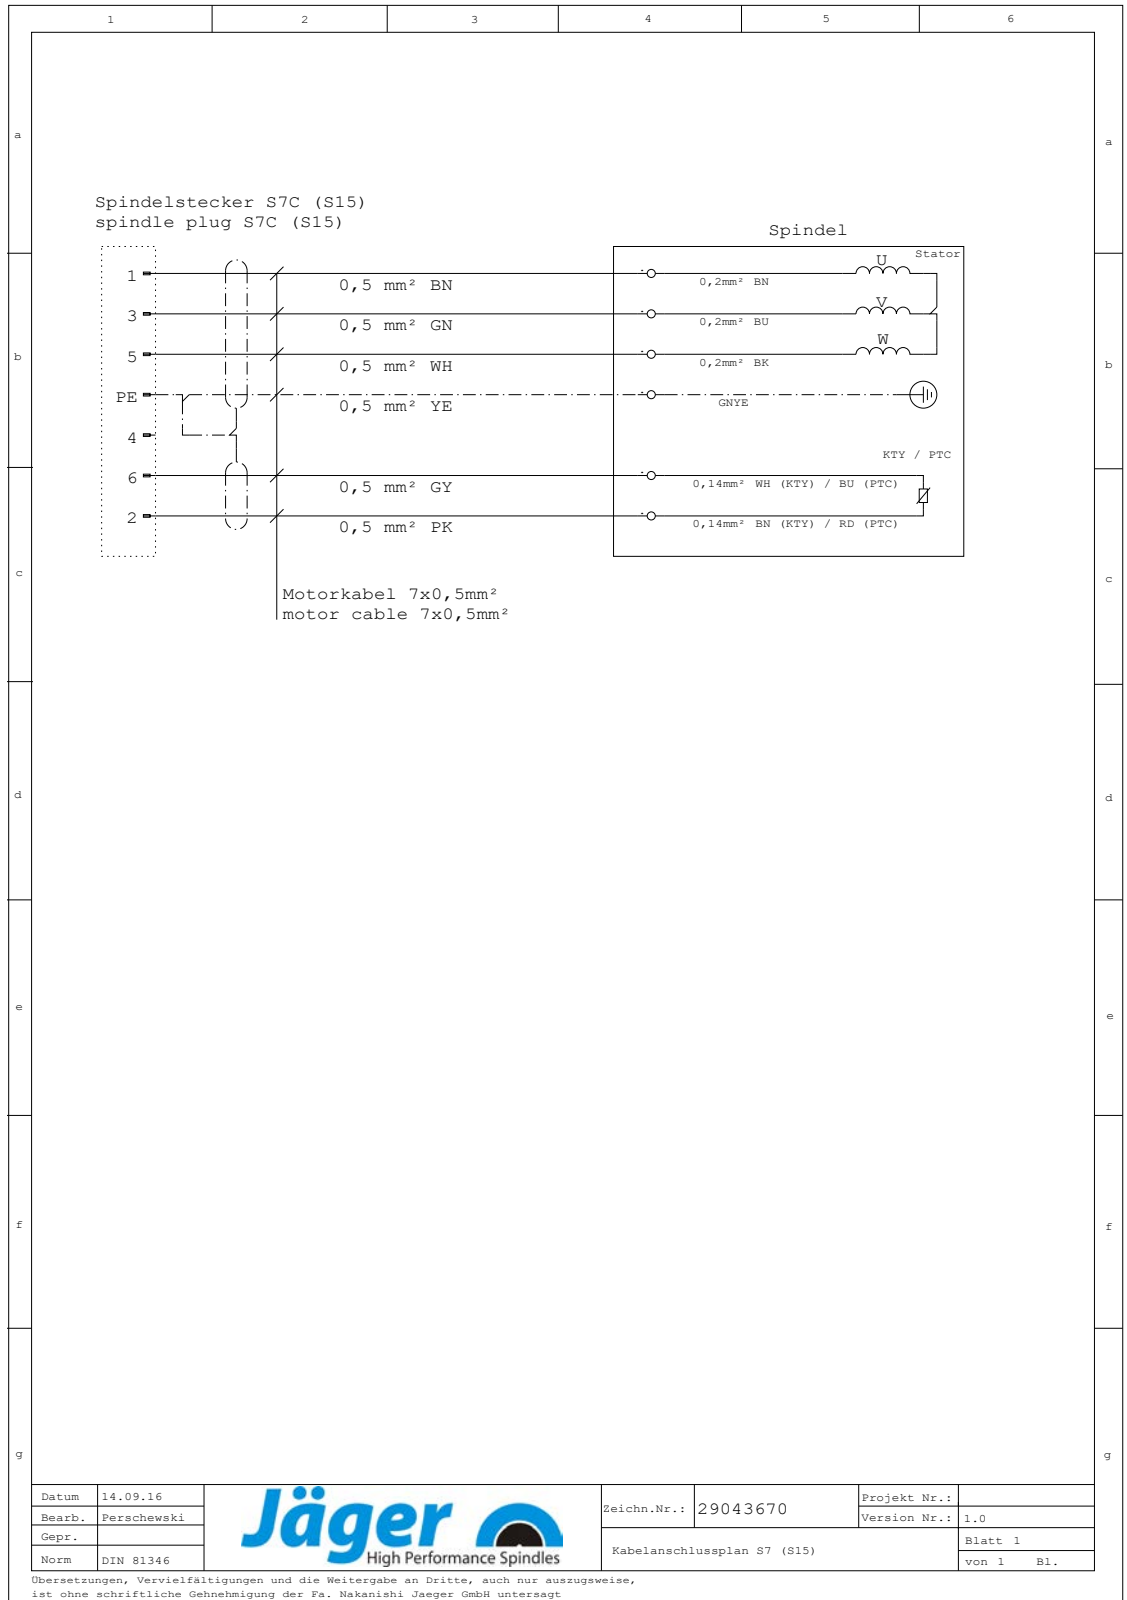 1 2 3 4 5 6
a a
Spindelstecker S7C (S15)
spindle plug S7C (S15)
Spindel
Stator
U
1
0,5 mm² BN
0,2mm² BN
V
3
0,5 mm² GN
0,2mm² BU
W
b b
5
0,5 mm² WH
0,2mm² BK
PE
0,5 mm² YE
GNYE
4
KTY / PTC
6
0,5 mm² GY
0,14mm² WH (KTY) / BU (PTC)
2
0,5 mm² PK
0,14mm² BN (KTY) / RD (PTC)
c c
Motorkabel 7x0,5mm²
motor cable 7x0,5mm²
d d
e e
f f
g g
Datum 14.09.16
Bearb. Perschewski
Gepr.
Norm DIN 81346
Jäger
High Performance Spindles
Zeichn.Nr.: 29043670
Kabelanschlussplan S7 (S15)
Projekt Nr.:
Version Nr.: 1.0
Blatt 1
von 1 Bl.
Übersetzungen, Vervielfältigungen und die Weitergabe an Dritte, auch nur auszugsweise,
ist ohne schriftliche Gehnehmigung der Fa. Nakanishi Jaeger GmbH untersagt